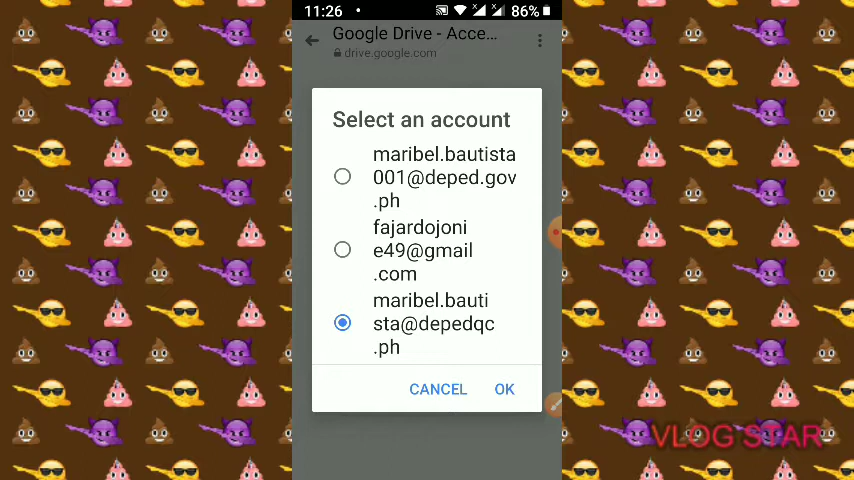 11:26
86%
Google Drive - Acce...
drive.google.com
Select an account
maribel.bautista
001@deped.gov
.ph
fajardojoni
e49@gmail
.com
maribel.bauti
sta@depedqc
.ph
CANCEL OK
VLOG STAR